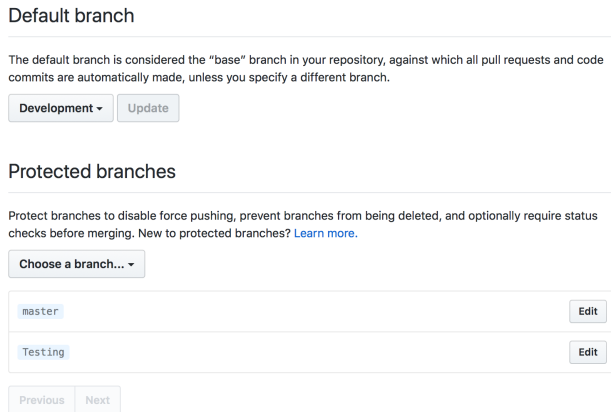 Default branch
The default branch is considered the “base” branch in your repository, against which all pull requests and code
commits are automatically made, unless you specify a different branch.
Development Update
Protected branches
Protect branches to disable force pushing, prevent branches from being deleted, and optionally require status
checks before merging. New to protected branches? Learn more.
Choose a branch...
master Edit
Testing Edit
Previous Next